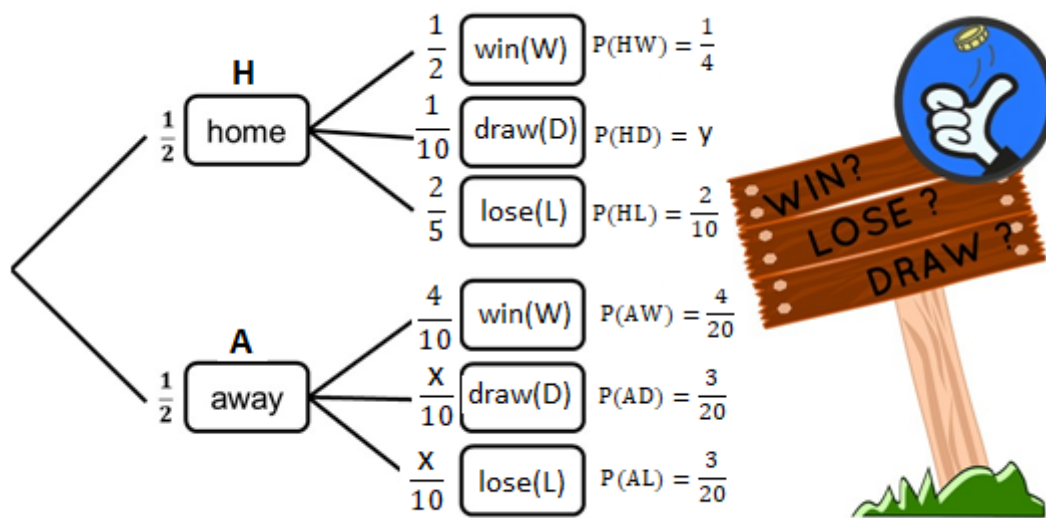 H
1/2 home
1/2 win(W) P(HW) = 1/4
1/10 draw(D) P(HD) = y
2/5 lose(L) P(HL) = 2/10
A
1/2 away
4/10 win(W) P(AW) = 4/20
X/10 draw(D) P(AD) = 3/20
X/10 lose(L) P(AL) = 3/20
WIN?
LOSE ?
DRAW ?